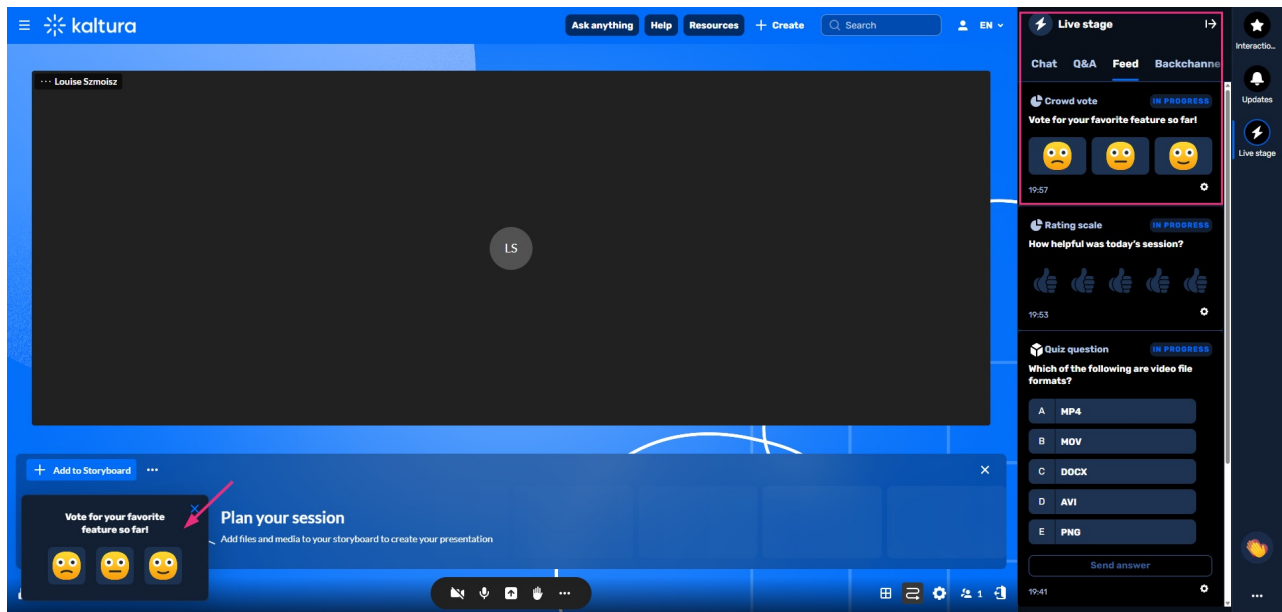 kaltura
Ask anything
Help
Resources
+ Create
Search
EN
··· Louise Szmoisz
LS
+ Add to Storyboard ···
Plan your session
Add files and media to your storyboard to create your presentation
Vote for your favorite
feature so far!
1
Live stage
Chat Q&A Feed Backchanne
Crowd vote IN PROGRESS
Vote for your favorite feature so far!
19:57
Rating scale IN PROGRESS
How helpful was today's session?
19:53
Quiz question IN PROGRESS
Which of the following are video file
formats?
A MP4
B MOV
C DOCX
D AVI
E PNG
Send answer
19:41
Interactio...
Updates
Live stage